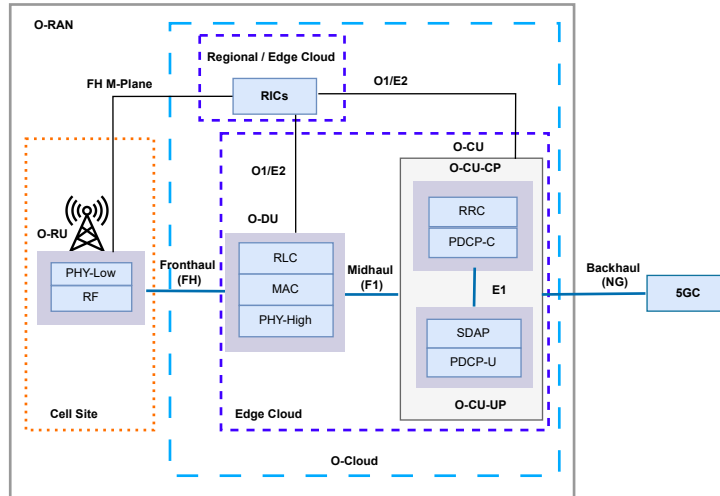 O-RAN
Regional / Edge Cloud
FH M-Plane
RICs
O1/E2
O-CU
O-CU-CP
O1/E2
O-DU
O-RU
RRC
PDCP-C
PHY-Low
RF
Fronthaul
(FH)
RLC
MAC
PHY-High
Midhaul
(F1)
E1
Backhaul
(NG)
5GC
SDAP
PDCP-U
O-CU-UP
Cell Site
Edge Cloud
O-Cloud